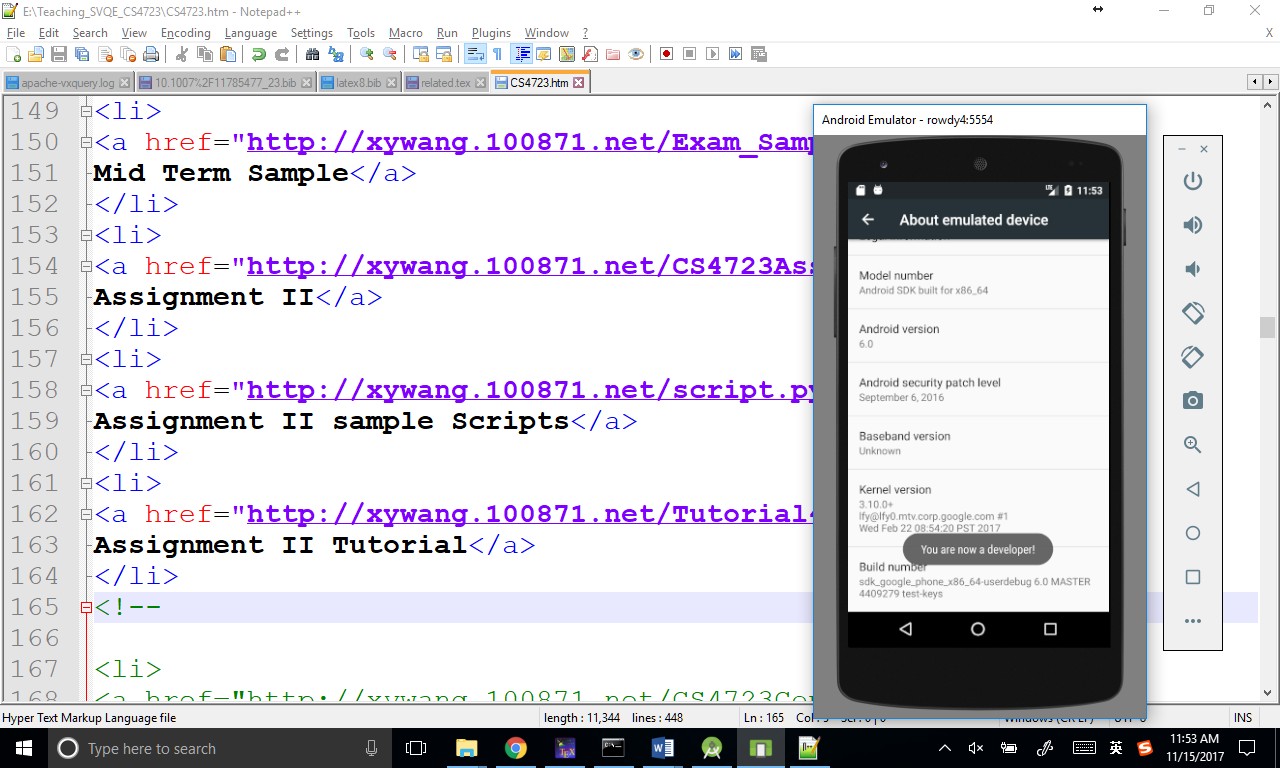 E:\Teaching_SVQE_CS4723\CS4723.htm - Notepad++
File Edit Search View Encoding Language Settings Tools Macro Run Plugins Window ? X
apache-vxquery.log 10.1007%2F11785477_23.bib latex8.bib related.tex CS4723.htm
149 <li>
150 <a href="http://xywang.100871.net/Exam_Samp
151 Mid Term Sample</a>
152 </li>
153 <li>
154 <a href="http://xywang.100871.net/CS4723Ass
155 Assignment II</a>
156 </li>
157 <li>
158 <a href="http://xywang.100871.net/script.py
159 Assignment II sample Scripts</a>
160 </li>
161 <li>
162 <a href="http://xywang.100871.net/Tutorial4
163 Assignment II Tutorial</a>
164 </li>
165 <!--
166
167 <li>
168 <a href="http://xywang.100871.net/CS4723Cou
Android Emulator - rowdy4:5554
11:53
About emulated device
Model number
Android SDK built for x86_64
Android version
6.0
Android security patch level
September 6, 2016
Baseband version
Unknown
Kernel version
3.10.0+
lfy@lfy0.mtv.corp.google.com #1
Wed Feb 22 08:54:20 PST 2017
You are now a developer!
Build number
sdk_google_phone_x86_64-userdebug 6.0 MASTER
4409279 test-keys
Hyper Text Markup Language file length : 11,344 lines : 448 Ln : 165 INS
Type here to search
英
11:53 AM
11/15/2017